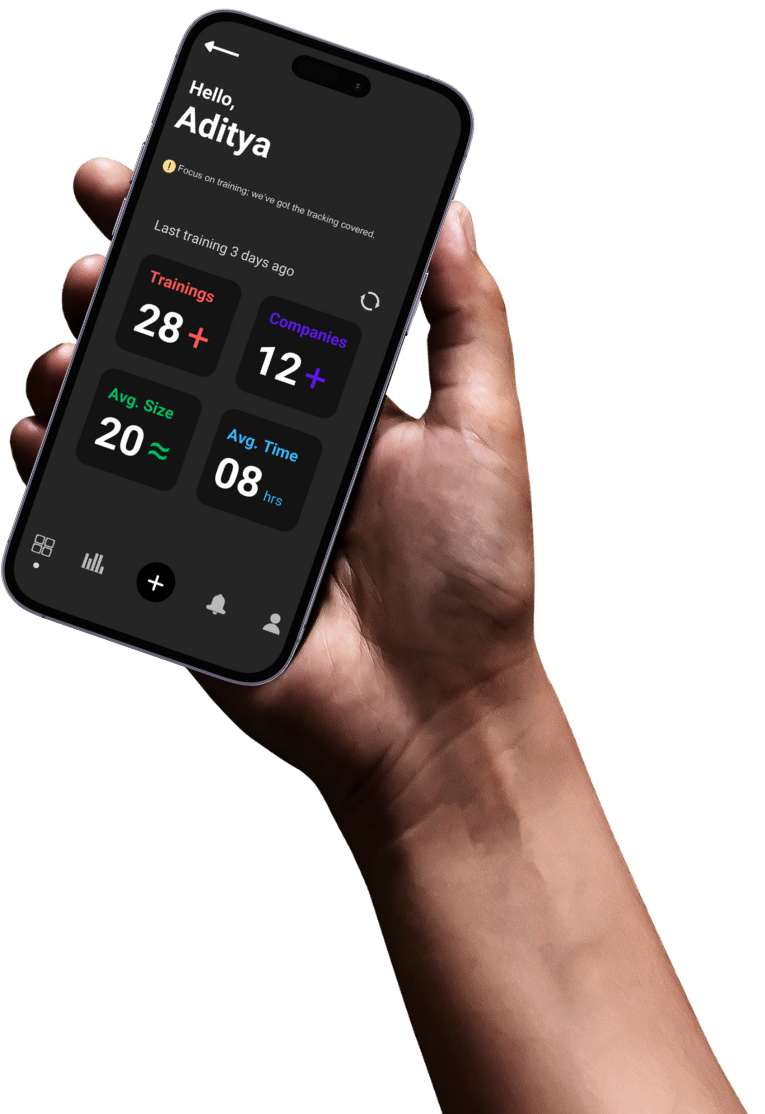 Hello,
Aditya
! Focus on training; we've got the tracking covered.
Last training 3 days ago
Trainings
28+
Companies
12+
Avg. Size
20≈
Avg. Time
08 hrs